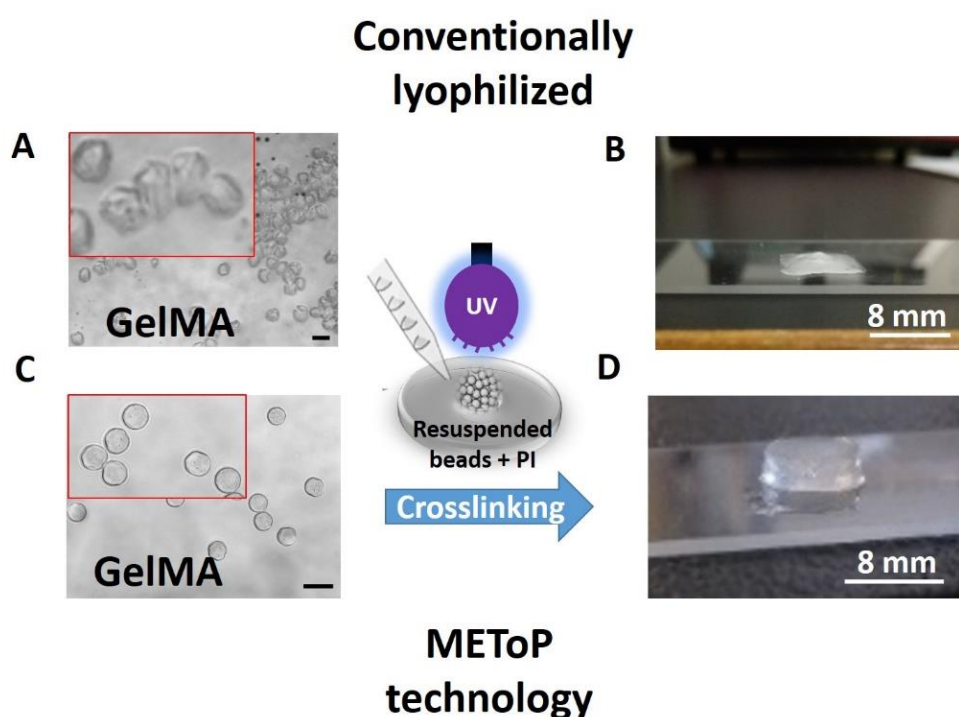 Conventionally
lyophilized
A
B
GelMA
8 mm
UV
C
D
Resuspended
beads + PI
Crosslinking
GelMA
8 mm
METoP
technology